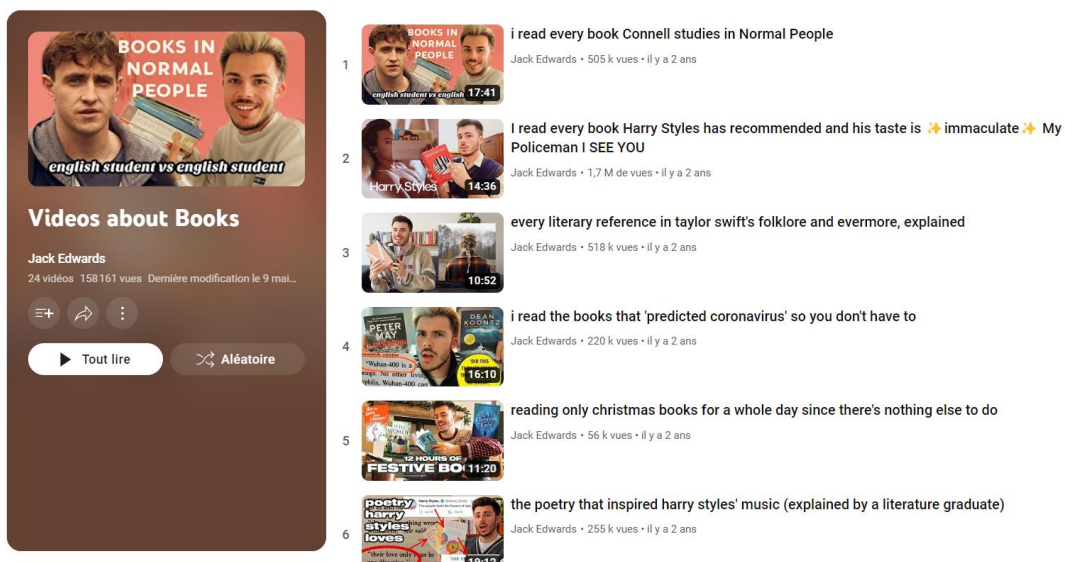 BOOKS IN
NORMAL
PEOPLE
english student vs english student
Videos about Books
Jack Edwards
24 vidéos 158 161 vues Dernière modification le 9 mai...
Tout lire
Aléatoire
1
BOOKS IN
NORMAL
PEOPLE
english student vs english
17:41
i read every book Connell studies in Normal People
Jack Edwards • 505 k vues • il y a 2 ans
2
Harry Styles
14:36
I read every book Harry Styles has recommended and his taste is ✨immaculate✨ My
Policeman I SEE YOU
Jack Edwards • 1,7 M de vues • il y a 2 ans
3
10:52
every literary reference in taylor swift's folklore and evermore, explained
Jack Edwards • 518 k vues • il y a 2 ans
4
PETER
MAY
DEAN
KOONTZ
"Wuhan-400 is a
"DID THIS
16:10
i read the books that 'predicted coronavirus' so you don't have to
Jack Edwards • 220 k vues • il y a 2 ans
5
12 HOURS OF
FESTIVE BO
11:20
reading only christmas books for a whole day since there's nothing else to do
Jack Edwards • 56 k vues • il y a 2 ans
6
poetry
harry
styles
loves
"their love only
the poetry that inspired harry styles' music (explained by a literature graduate)
Jack Edwards • 255 k vues • il y a 2 ans